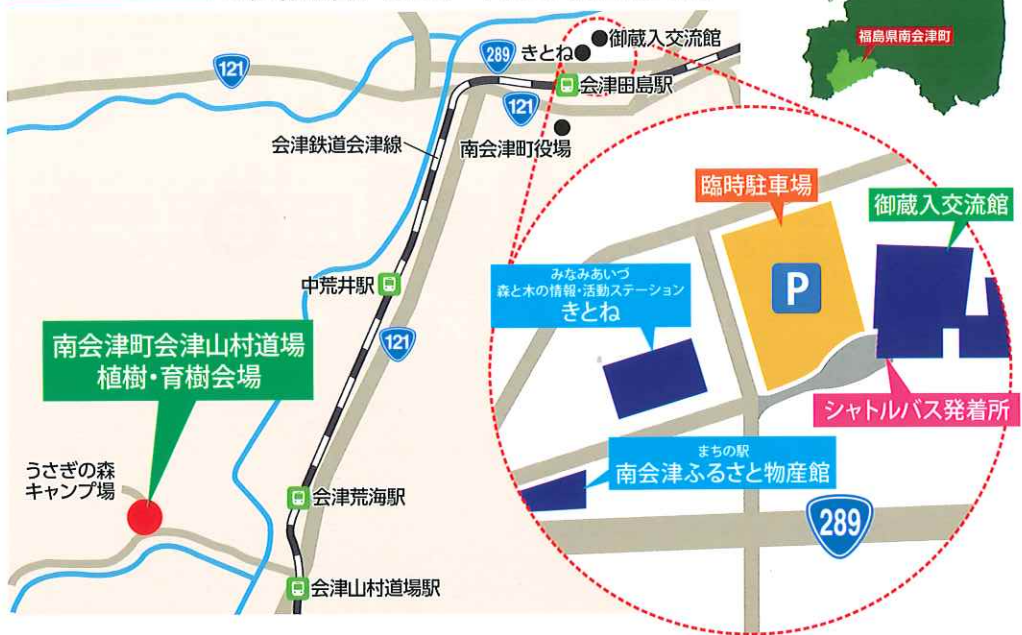 福島県南会津町
御蔵入交流館
きとね
289
121
会津田島駅
121
南会津町役場
会津鉄道会津線
臨時駐車場
御蔵入交流館
P
みなみあいづ
森と木の情報・活動ステーション
きとね
中荒井駅
121
南会津町会津山村道場
植樹・育樹会場
シャトルバス発着所
まちの駅
南会津ふるさと物産館
うさぎの森
キャンプ場
会津荒海駅
289
会津山村道場駅